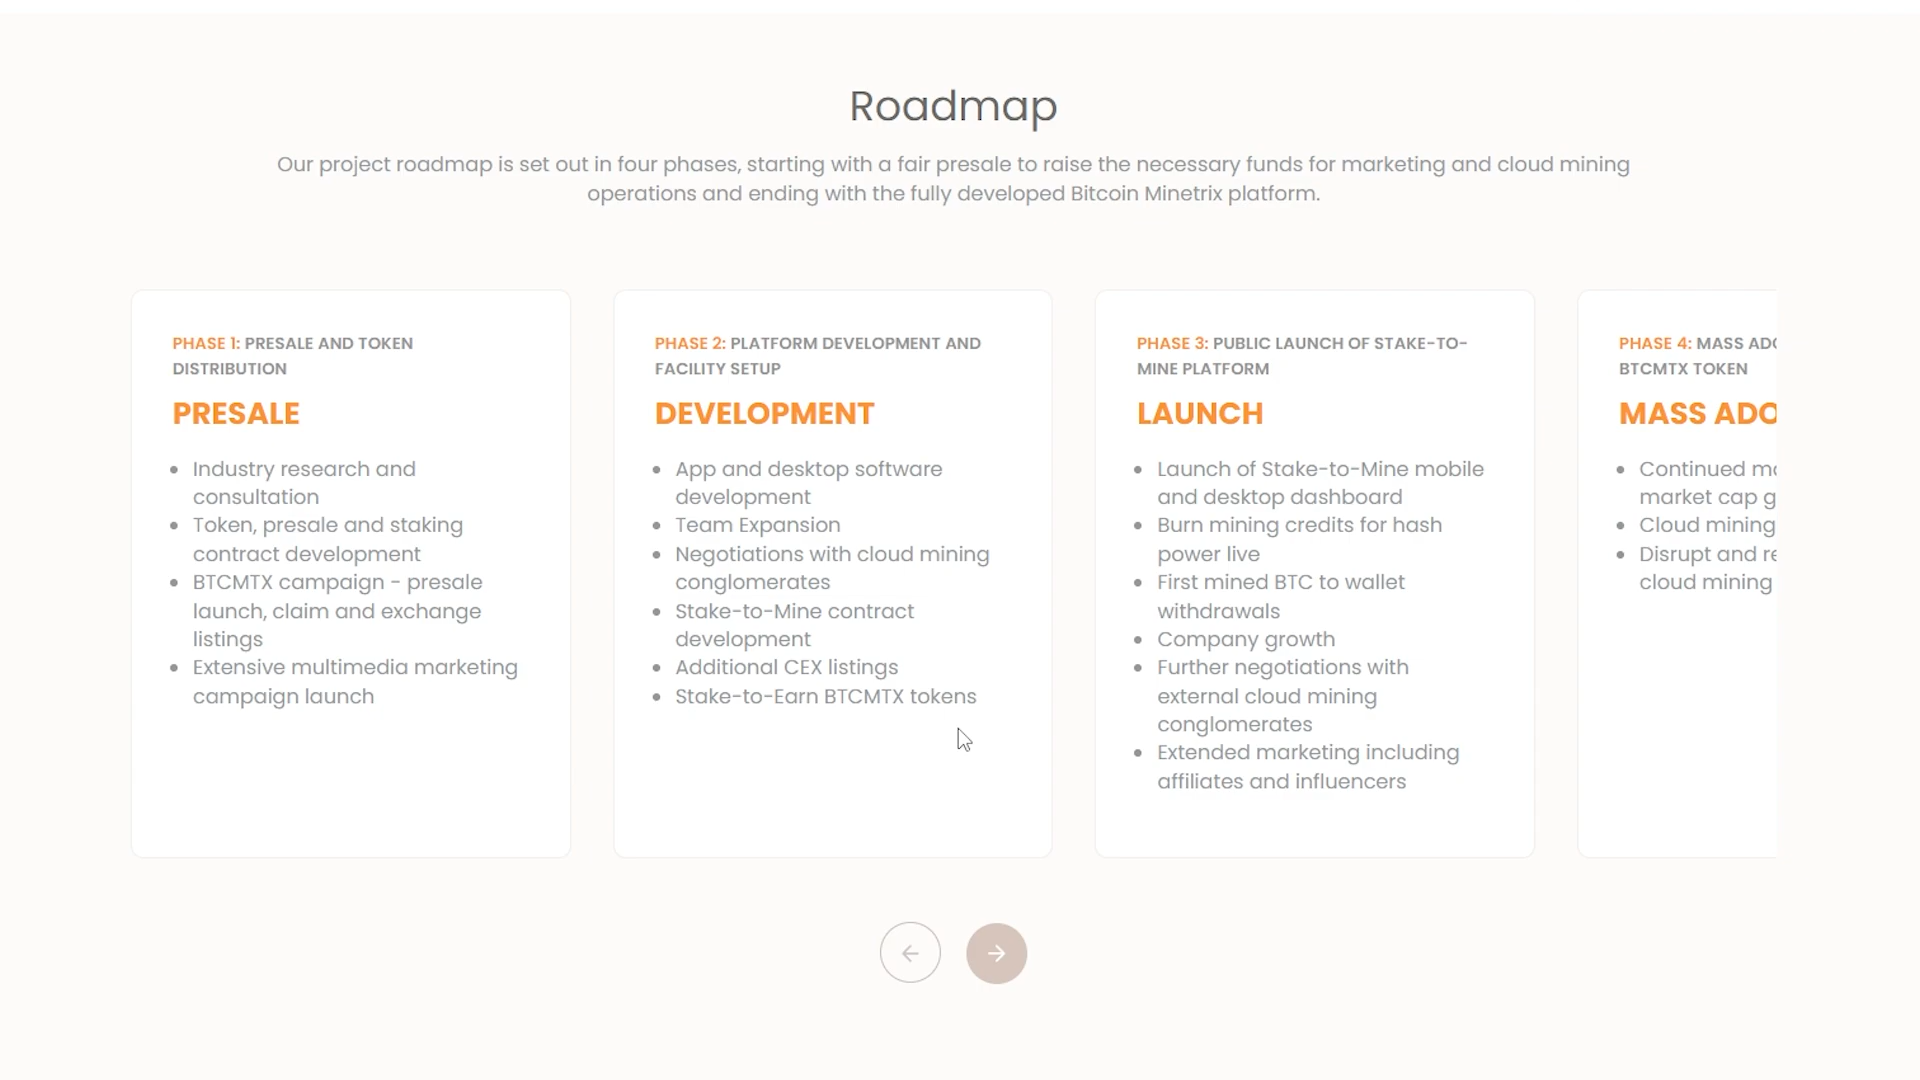 Roadmap
Our project roadmap is set out in four phases, starting with a fair presale to raise the necessary funds for marketing and cloud mining
operations and ending with the fully developed Bitcoin Minetrix platform.
PHASE 1: PRESALE AND TOKEN
DISTRIBUTION
PRESALE
Industry research and
consultation
Token, presale and staking
contract development
BTCMTX campaign - presale
launch, claim and exchange
listings
Extensive multimedia marketing
campaign launch
PHASE 2: PLATFORM DEVELOPMENT AND
FACILITY SETUP
DEVELOPMENT
App and desktop software
development
Team Expansion
Negotiations with cloud mining
conglomerates
Stake-to-Mine contract
development
Additional CEX listings
Stake-to-Earn BTCMTX tokens
PHASE 3: PUBLIC LAUNCH OF STAKE-TO-
MINE PLATFORM
LAUNCH
Launch of Stake-to-Mine mobile
and desktop dashboard
Burn mining credits for hash
power live
First mined BTC to wallet
withdrawals
Company growth
Further negotiations with
external cloud mining
conglomerates
Extended marketing including
affiliates and influencers
PHASE 4: MASS
BTCMTX TOKEN
MASS
Continued
market cap
Cloud mining
Disrupt and
cloud mining